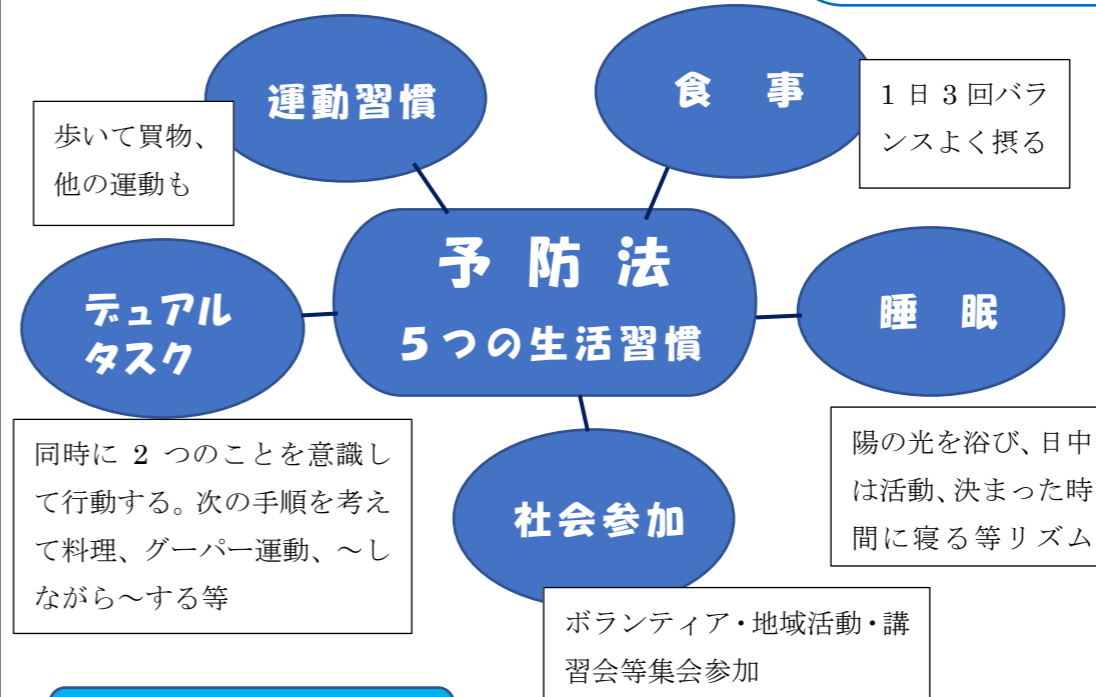 運動習慣
食　事
1 日 3 回バラ
ンスよく摂る
歩いて買物、
他の運動も
予 防 法
５つの生活習慣
デュアル
タスク
睡　眠
同時に 2 つのことを意識し
て行動する。次の手順を考え
て料理、グーパー運動、～し
ながら～する等
陽の光を浴び、日中
は活動、決まった時
間に寝る等リズム
社会参加
ボランティア・地域活動・講
習会等集会参加